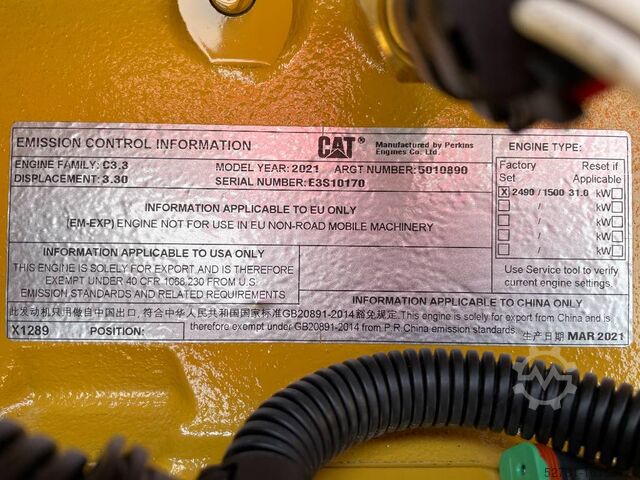 EMISSION CONTROL INFORMATION
CAT
Manufactured by Perkins
Engines Co. Ltd.
ENGINE TYPE:
ENGINE FAMILY: C3.3
MODEL YEAR: 2021 ARGT NUMBER: 5010890
DISPLACEMENT: 3.30
SERIAL NUMBER: E3S10170
Factory Set
Reset if Applicable
X 2490 / 1500 31.0 kW
/ kW
/ kW
/ kW
Use Service tool to verify
current engine settings.
INFORMATION APPLICABLE TO EU ONLY
(EM-EXP) ENGINE NOT FOR USE IN EU NON-ROAD MOBILE MACHINERY
INFORMATION APPLICABLE TO USA ONLY
THIS ENGINE IS SOLELY FOR EXPORT AND IS THEREFORE
EXEMPT UNDER 40 CFR 1068.230 FROM U.S.
EMISSION STANDARDS AND RELATED REQUIREMENTS
INFORMATION APPLICABLE TO CHINA ONLY
此发动机只用做自中国出口, 符合中华人民共和国国家标准GB20891-2014豁免规定. This engine is solely for export from China and is
therefore exempt under GB20891-2014 from P.R.China emission standards.
生产日期 MAR 2021
X1289 POSITION: